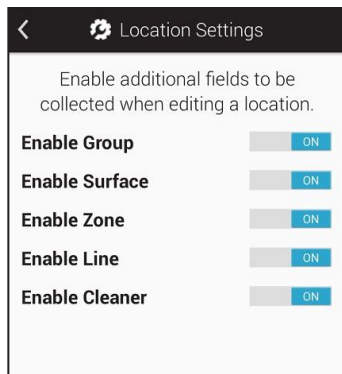 Location Settings
Enable additional fields to be
collected when editing a location.
Enable Group ON
Enable Surface ON
Enable Zone ON
Enable Line ON
Enable Cleaner ON